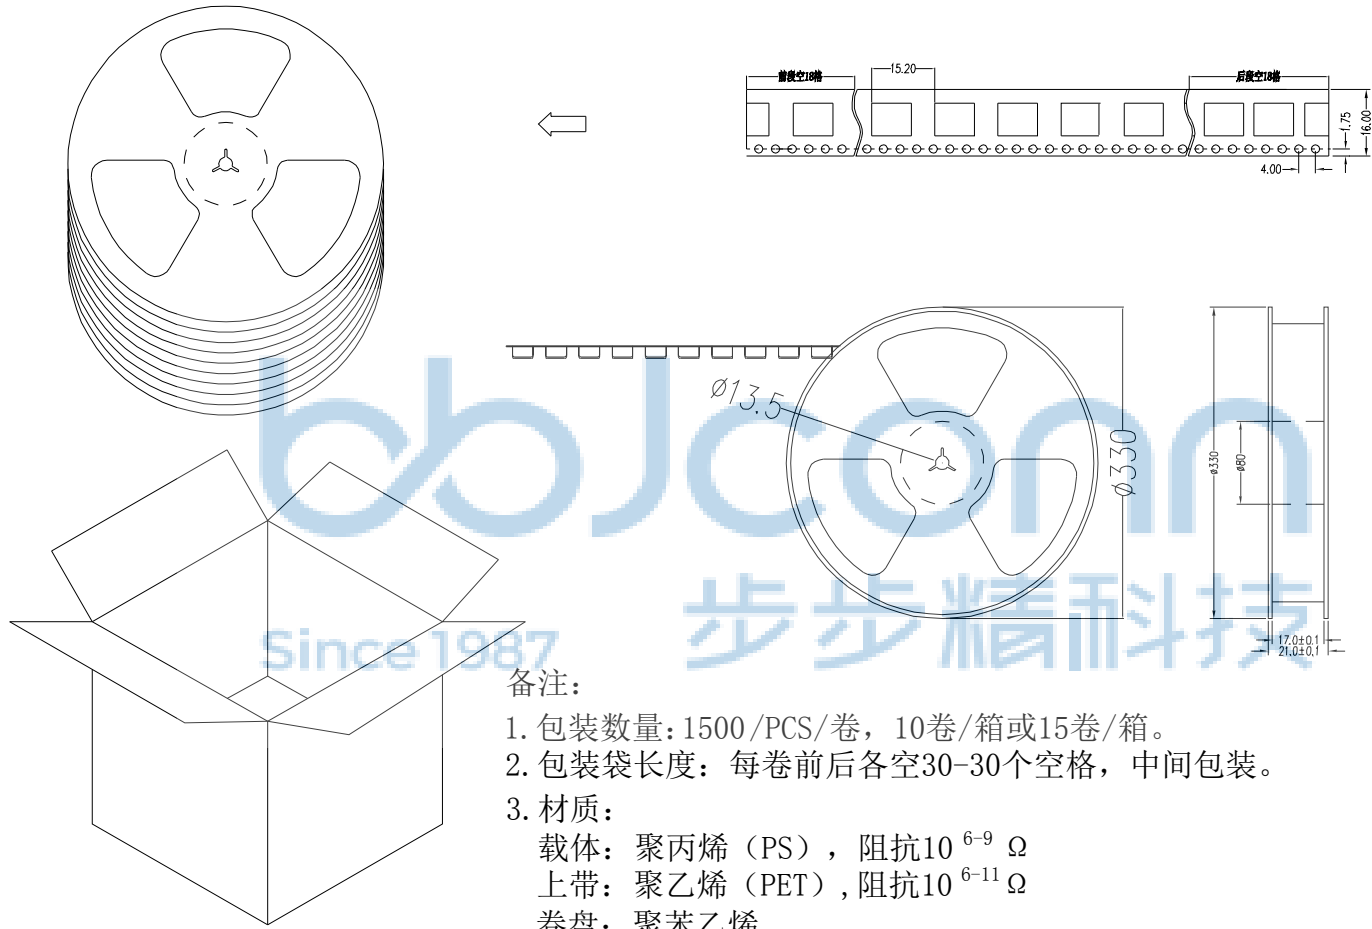 前段空18格
15.20
后段空18格
1.75
16.00
4.00
Ø13.5
Ø330
ø330
ø80
17.0±0.1
21.0±0.1
bbJconn
步步精科技
Since 1987
备注：
1.包装数量：1500/PCS/卷，10卷/箱或15卷/箱。
2.包装袋长度：每卷前后各空30-30个空格，中间包装。
3.材质：
载体：聚丙烯（PS），阻抗10 6-9 Ω
上带：聚乙烯（PET）,阻抗10 6-11 Ω
卷盘：聚苯乙烯